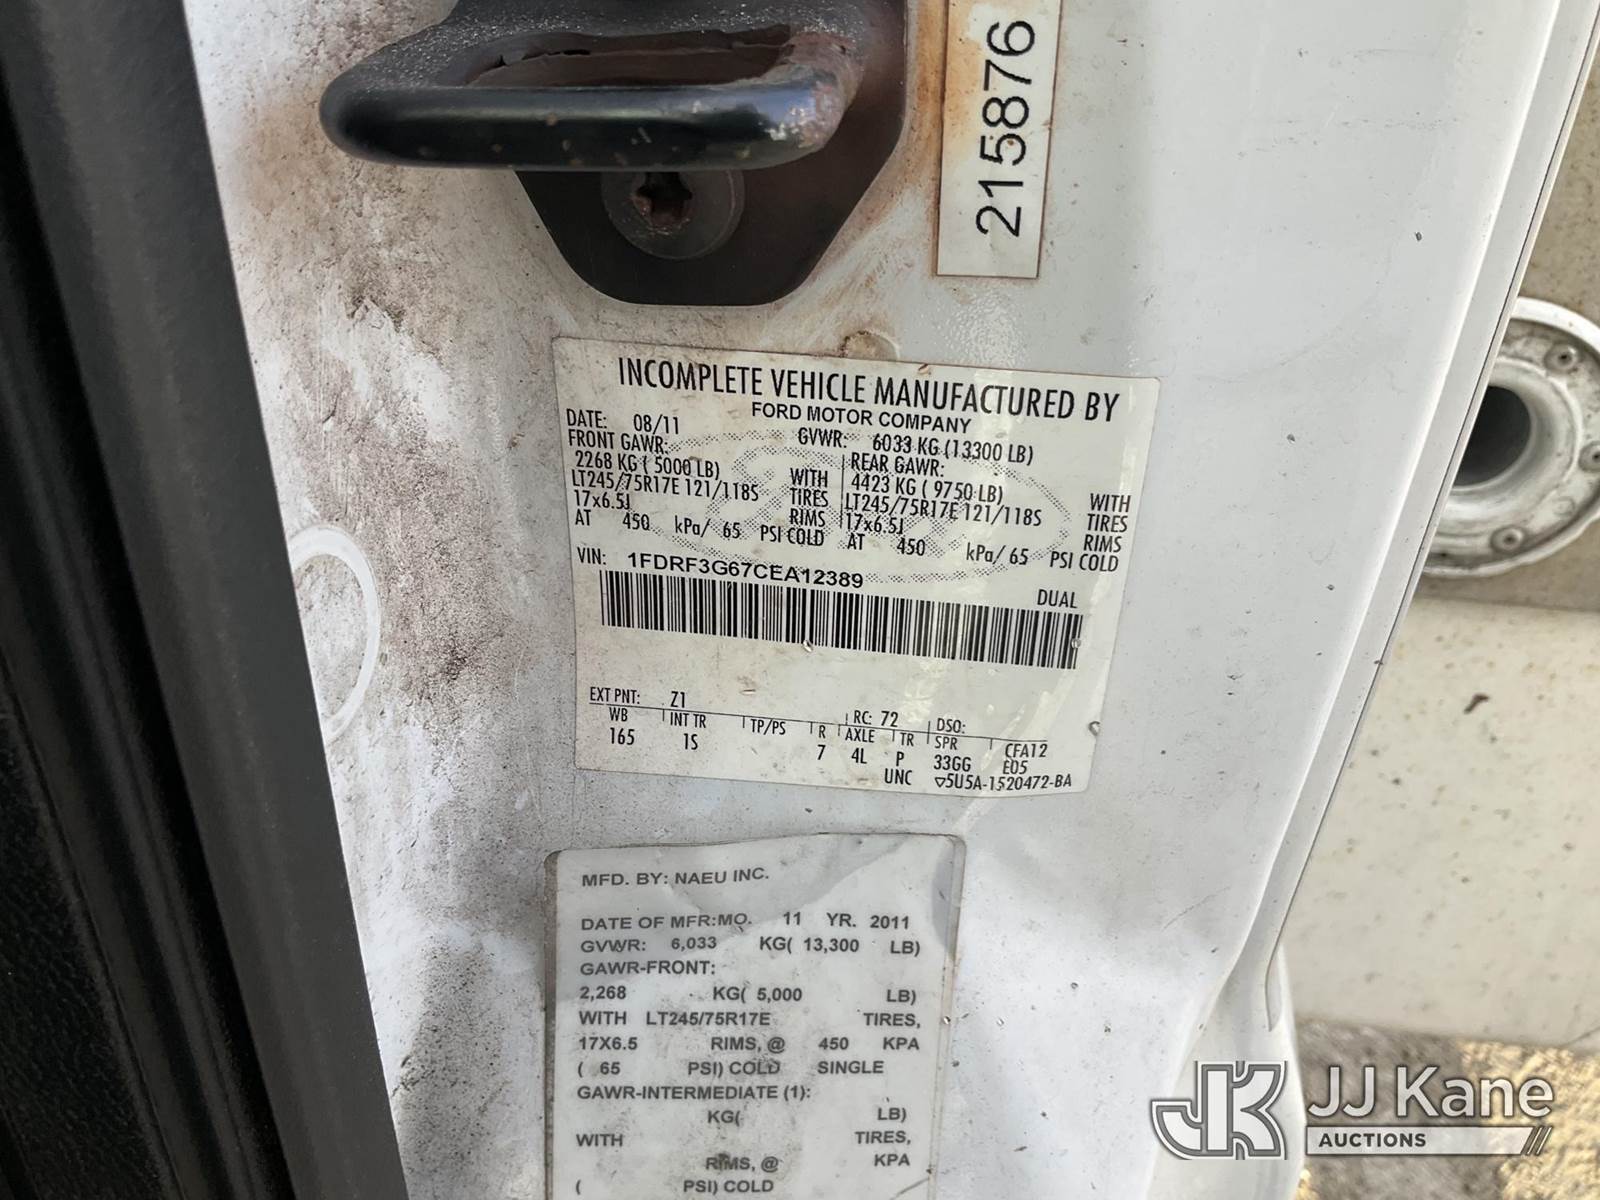 215876
INCOMPLETE VEHICLE MANUFACTURED BY
FORD MOTOR COMPANY
DATE: 08/11 GVWR: 6033 KG (13300 LB)
FRONT GAWR: REAR GAWR:
2268 KG ( 5000 LB) WITH 4423 KG ( 9750 LB) WITH
LT245/75R17E 121/118S TIRES LT245/75R17E 121/118S TIRES
17x6.5J RIMS 17x6.5J RIMS
AT 450 kPa/ 65 PSI COLD AT 450 kPa/ 65 PSI COLD
VIN: 1FDRF3G67CEA12389
DUAL
EXT PNT: Z1 RC: 72 DSO:
WB INT TR TP/PS R AXLE TR SPR CFA12
165 1S 7 4L P 33GG E05
UNC ▽5U5A-1520472-BA
MFD. BY: NAEU INC.
DATE OF MFR:MO. 11 YR. 2011
GVWR: 6,033 KG( 13,300 LB)
GAWR-FRONT:
2,268 KG( 5,000 LB)
WITH LT245/75R17E TIRES,
17X6.5 RIMS, @ 450 KPA
( 65 PSI) COLD SINGLE
GAWR-INTERMEDIATE (1):
KG( LB)
WITH TIRES,
RIMS, @ KPA
( PSI) COLD
JK JJ Kane
AUCTIONS